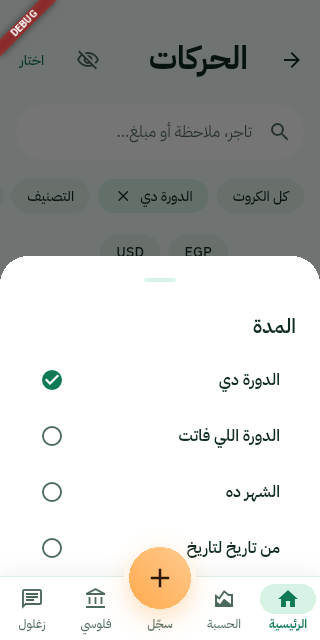 DEBUG
الحركات
اختار
تاجر، ملاحظة أو مبلغ...
كل الكروت
الدورة دي
التصنيف
EGP
USD
المدة
الدورة دي
الدورة اللي فاتت
الشهر ده
من تاريخ لتاريخ
الرئيسية
الحسبة
سجّل
فلوسي
زغلول